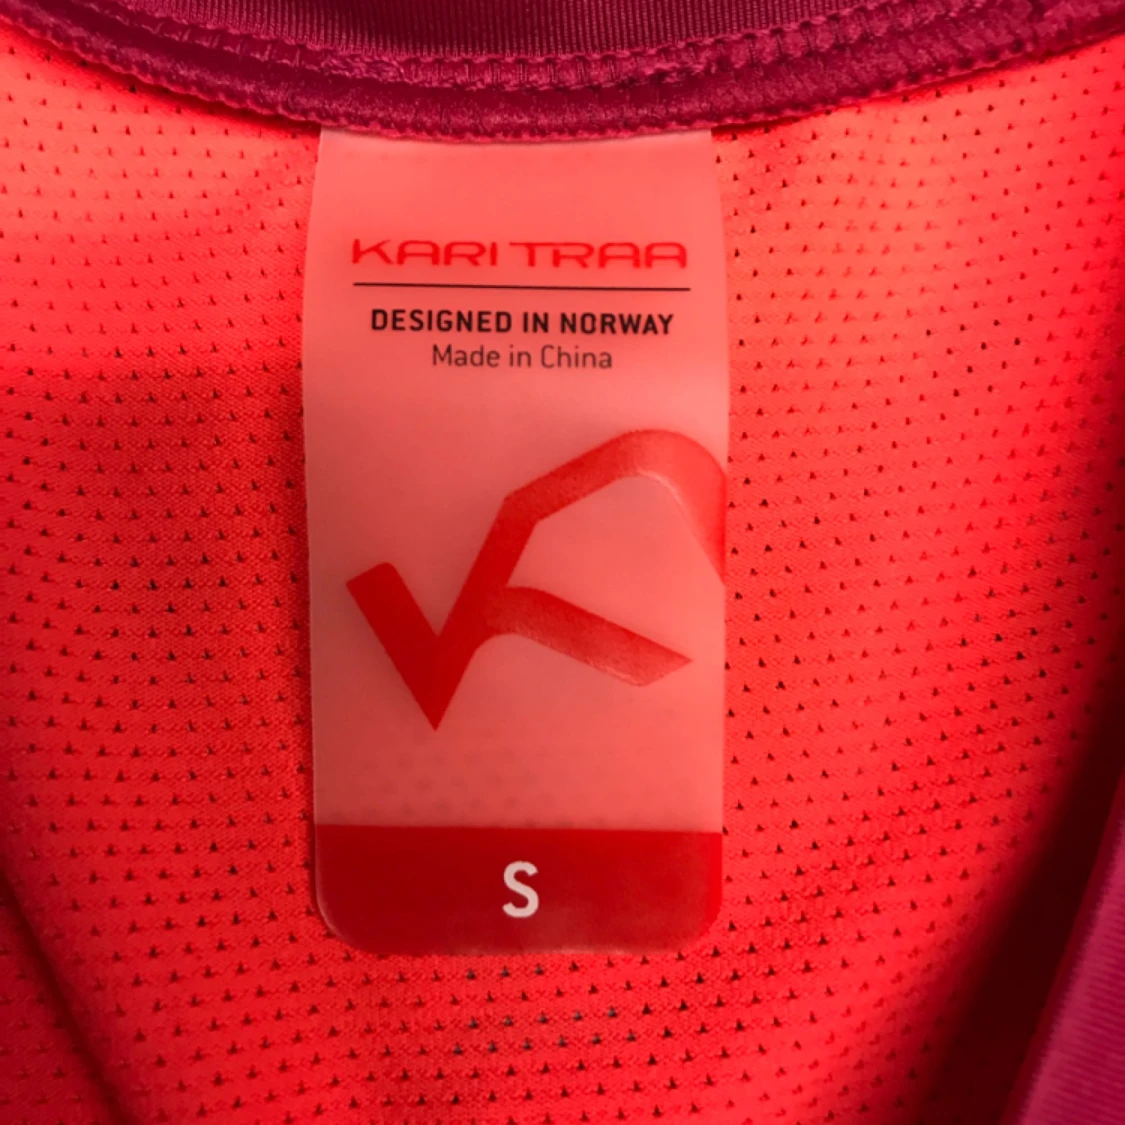 KARI TRAA
DESIGNED IN NORWAY
Made in China
S